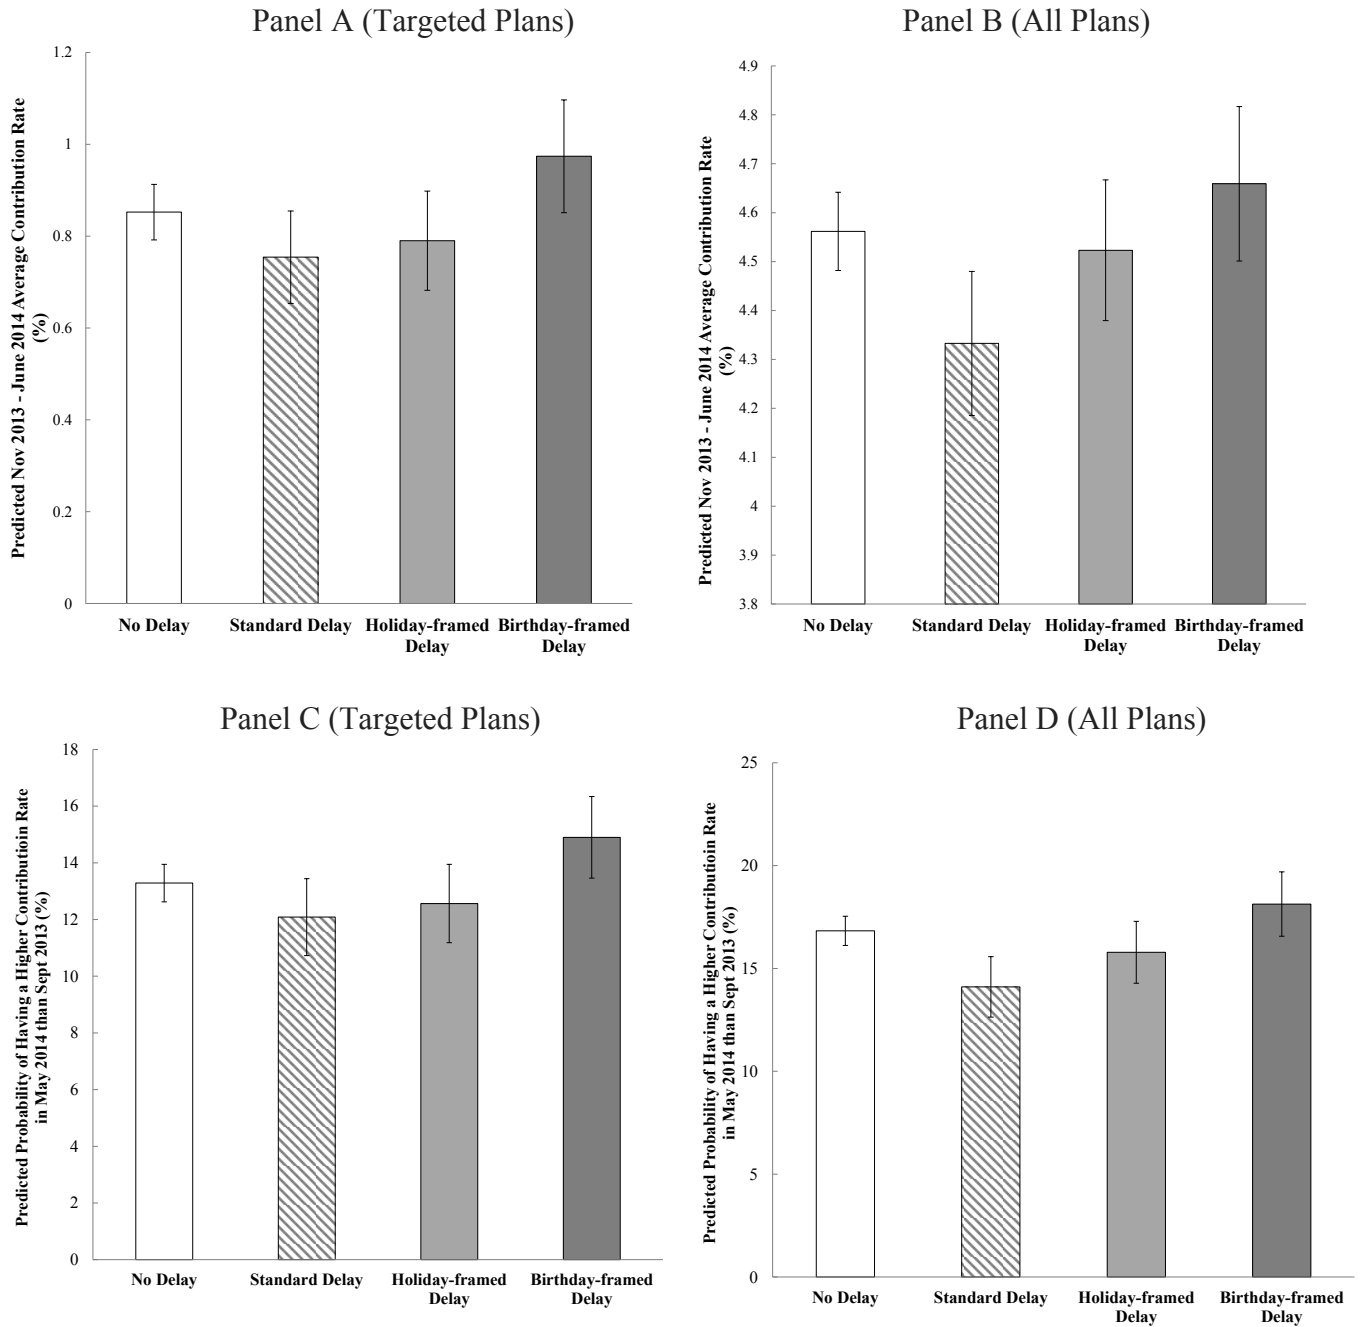 Panel A (Targeted Plans)
Predicted Nov 2013 - June 2014 Average Contribution Rate
(%)
1.2
1
0.8
0.6
0.4
0.2
0
No Delay
Standard Delay
Holiday-framed
Delay
Birthday-framed
Delay
Panel B (All Plans)
Predicted Nov 2013 - June 2014 Average Contribution Rate
(%)
4.9
4.8
4.7
4.6
4.5
4.4
4.3
4.2
4.1
4
3.9
3.8
No Delay
Standard Delay
Holiday-framed
Delay
Birthday-framed
Delay
Panel C (Targeted Plans)
Predicted Probability of Having a Higher Contributioin Rate
in May 2014 than Sept 2013 (%)
18
16
14
12
10
8
6
4
2
0
No Delay
Standard Delay
Holiday-framed
Delay
Birthday-framed
Delay
Panel D (All Plans)
Predicted Probability of Having a Higher Contributioin Rate
in May 2014 than Sept 2013 (%)
25
20
15
10
5
0
No Delay
Standard Delay
Holiday-framed
Delay
Birthday-framed
Delay